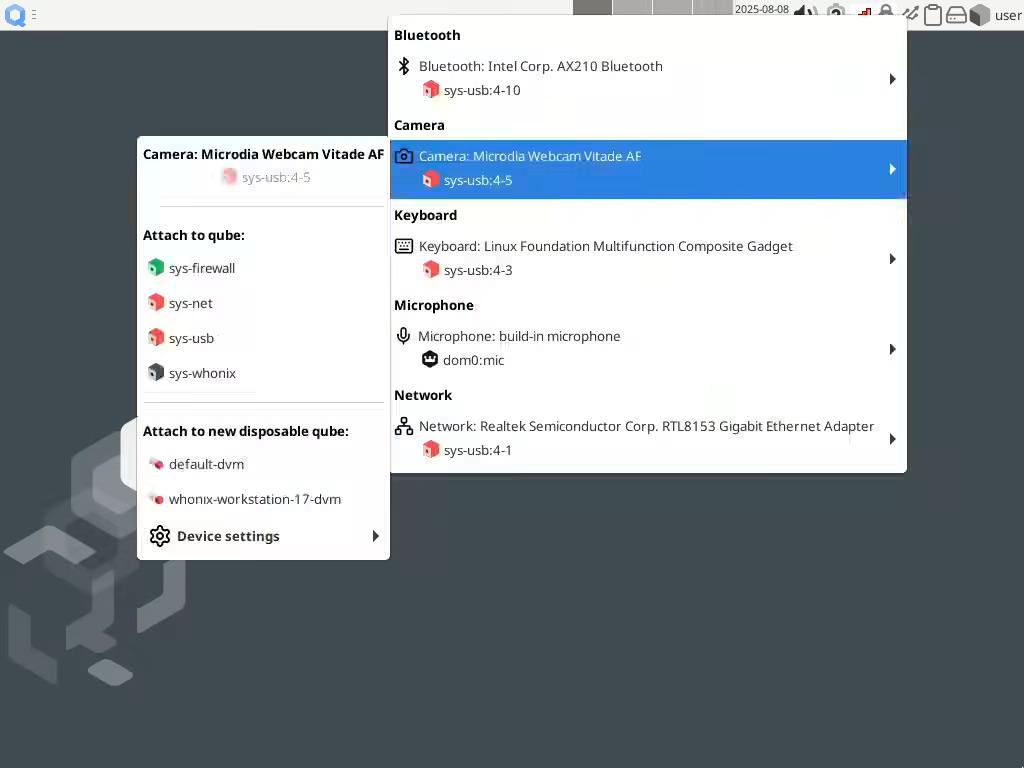 2025-08-08
user
Bluetooth
Bluetooth: Intel Corp. AX210 Bluetooth
sys-usb:4-10
Camera
Camera: Microdia Webcam Vitade AF
sys-usb:4-5
Keyboard
Keyboard: Linux Foundation Multifunction Composite Gadget
sys-usb:4-3
Microphone
Microphone: build-in microphone
dom0:mic
Network
Network: Realtek Semiconductor Corp. RTL8153 Gigabit Ethernet Adapter
sys-usb:4-1
Camera: Microdia Webcam Vitade AF
sys-usb:4-5
Attach to qube:
sys-firewall
sys-net
sys-usb
sys-whonix
Attach to new disposable qube:
default-dvm
whonix-workstation-17-dvm
Device settings